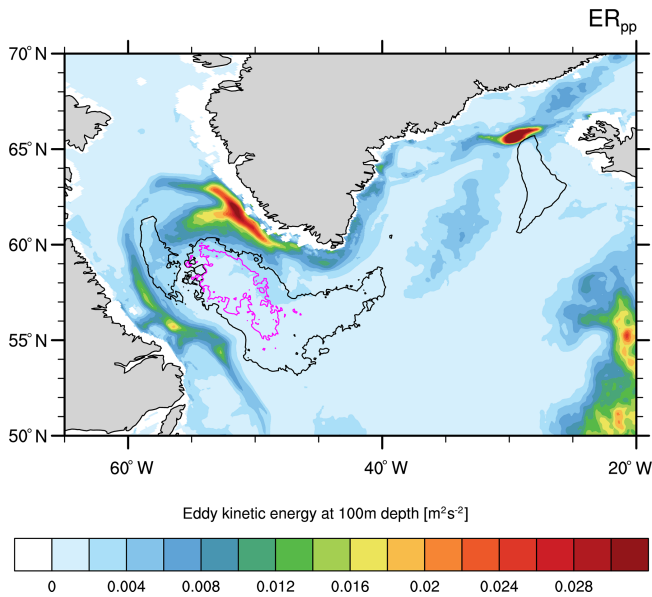 ERpp
70° N
65° N
60° N
55° N
50° N
60° W 40° W 20° W
Eddy kinetic energy at 100m depth [m²s⁻²]
0 0.004 0.008 0.012 0.016 0.02 0.024 0.028